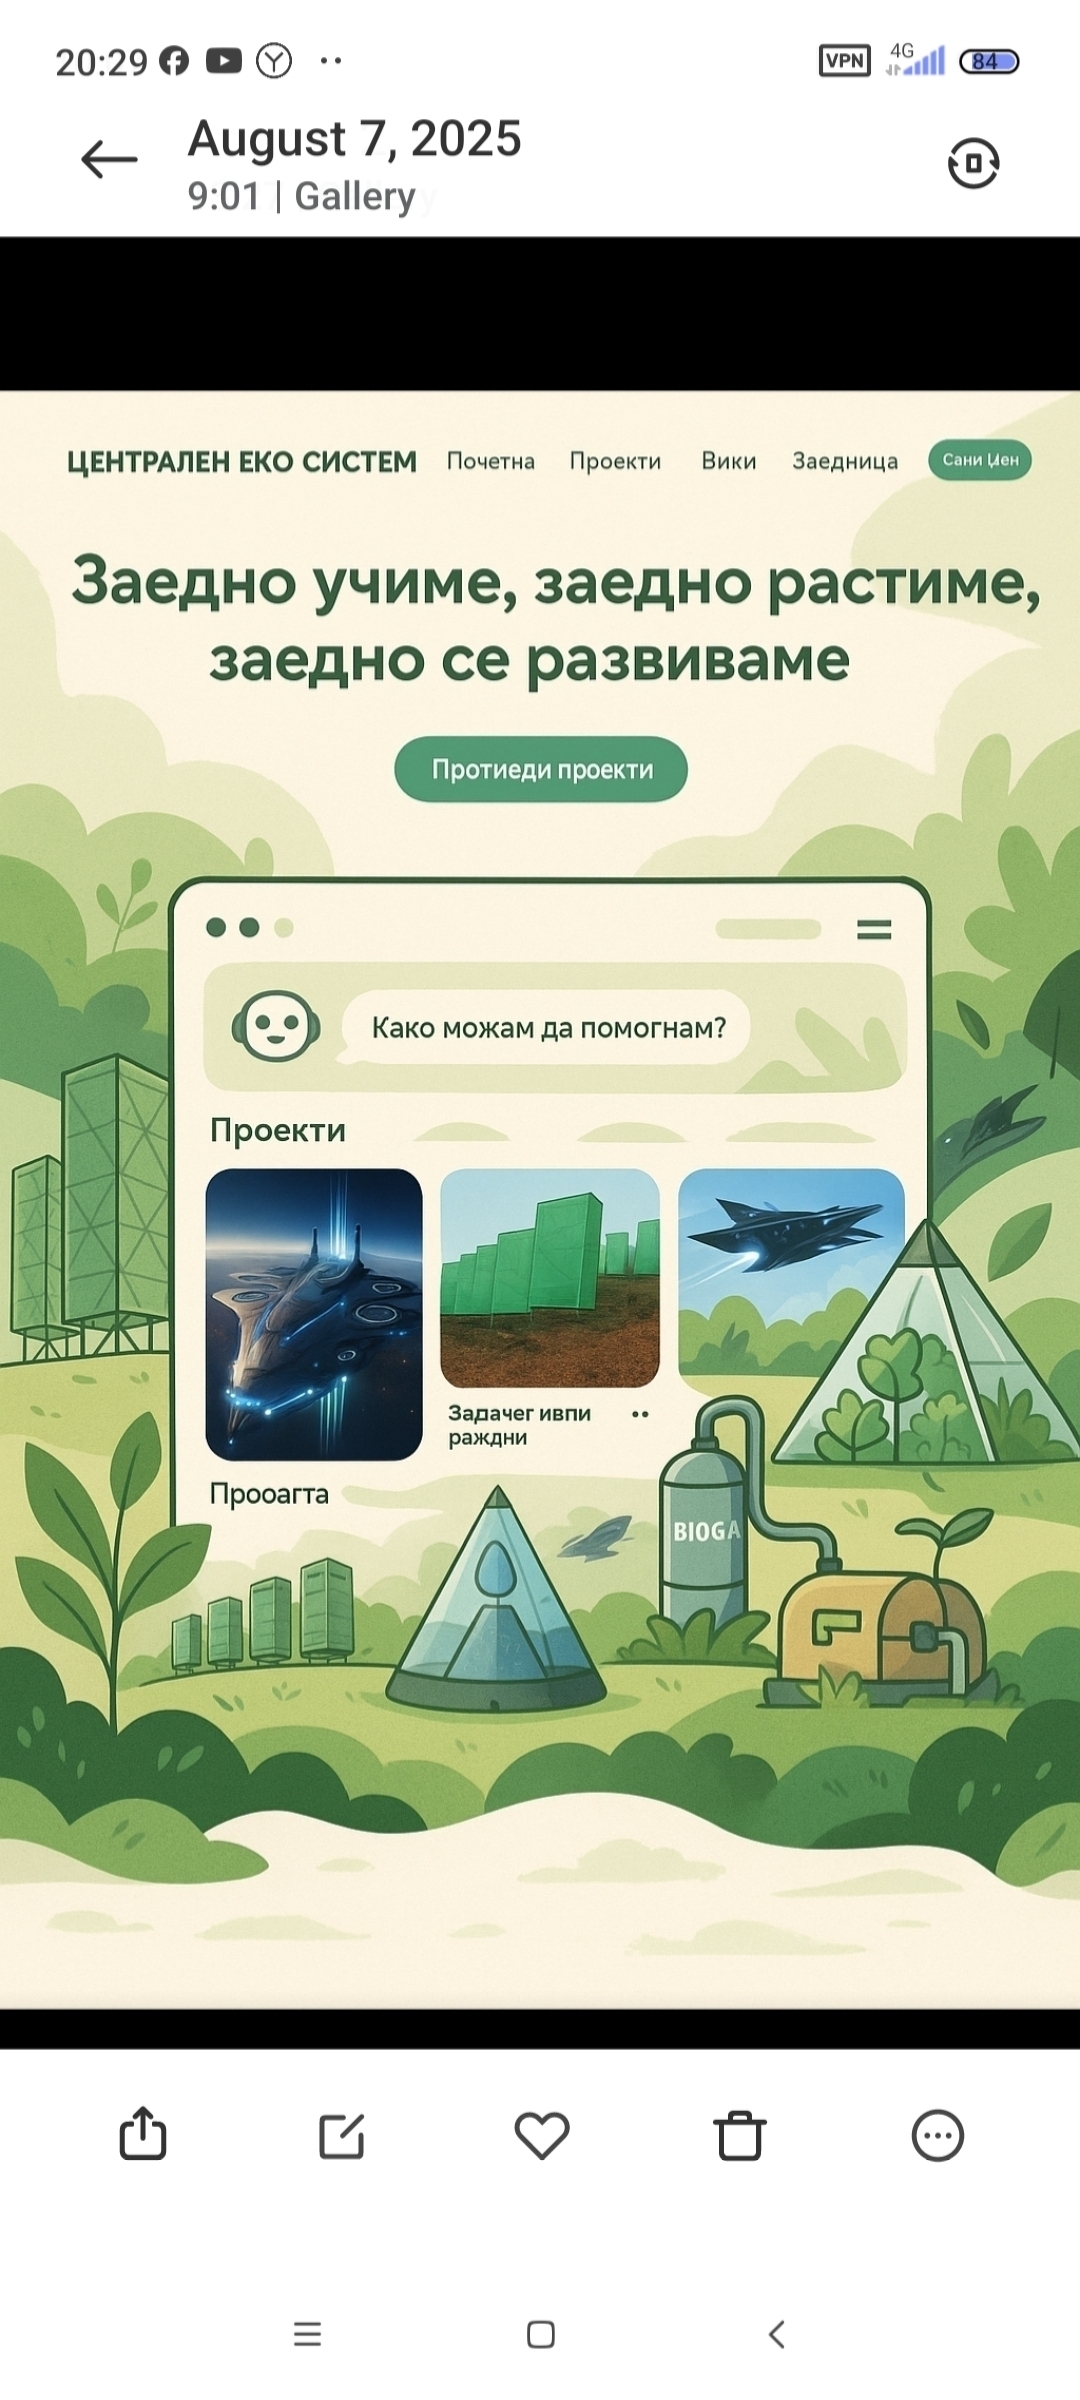 20:29
VPN 4G 84
August 7, 2025
9:01 | Gallery
ЦЕНТРАЛЕН ЕКО СИСТЕМ Почетна Проекти Вики Заедница Сани Цен
Заедно учиме, заедно растиме,
заедно се развиваме
Протиеди проекти
Како можам да помогнам?
Проекти
Задачег ивпи
раждни
Прооагта
BIOGA